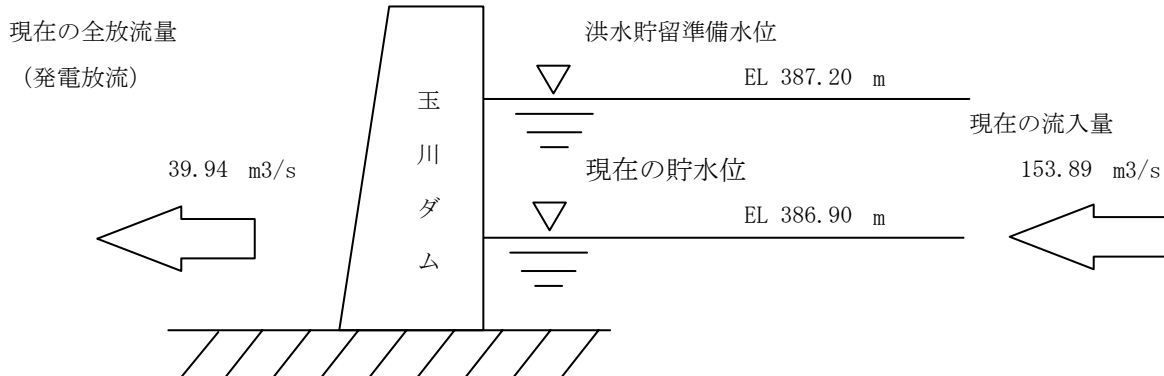 現在の全放流量
（発電放流）
39.94 m3/s
玉川ダム
洪水貯留準備水位
EL 387.20 m
現在の貯水位
EL 386.90 m
現在の流入量
153.89 m3/s